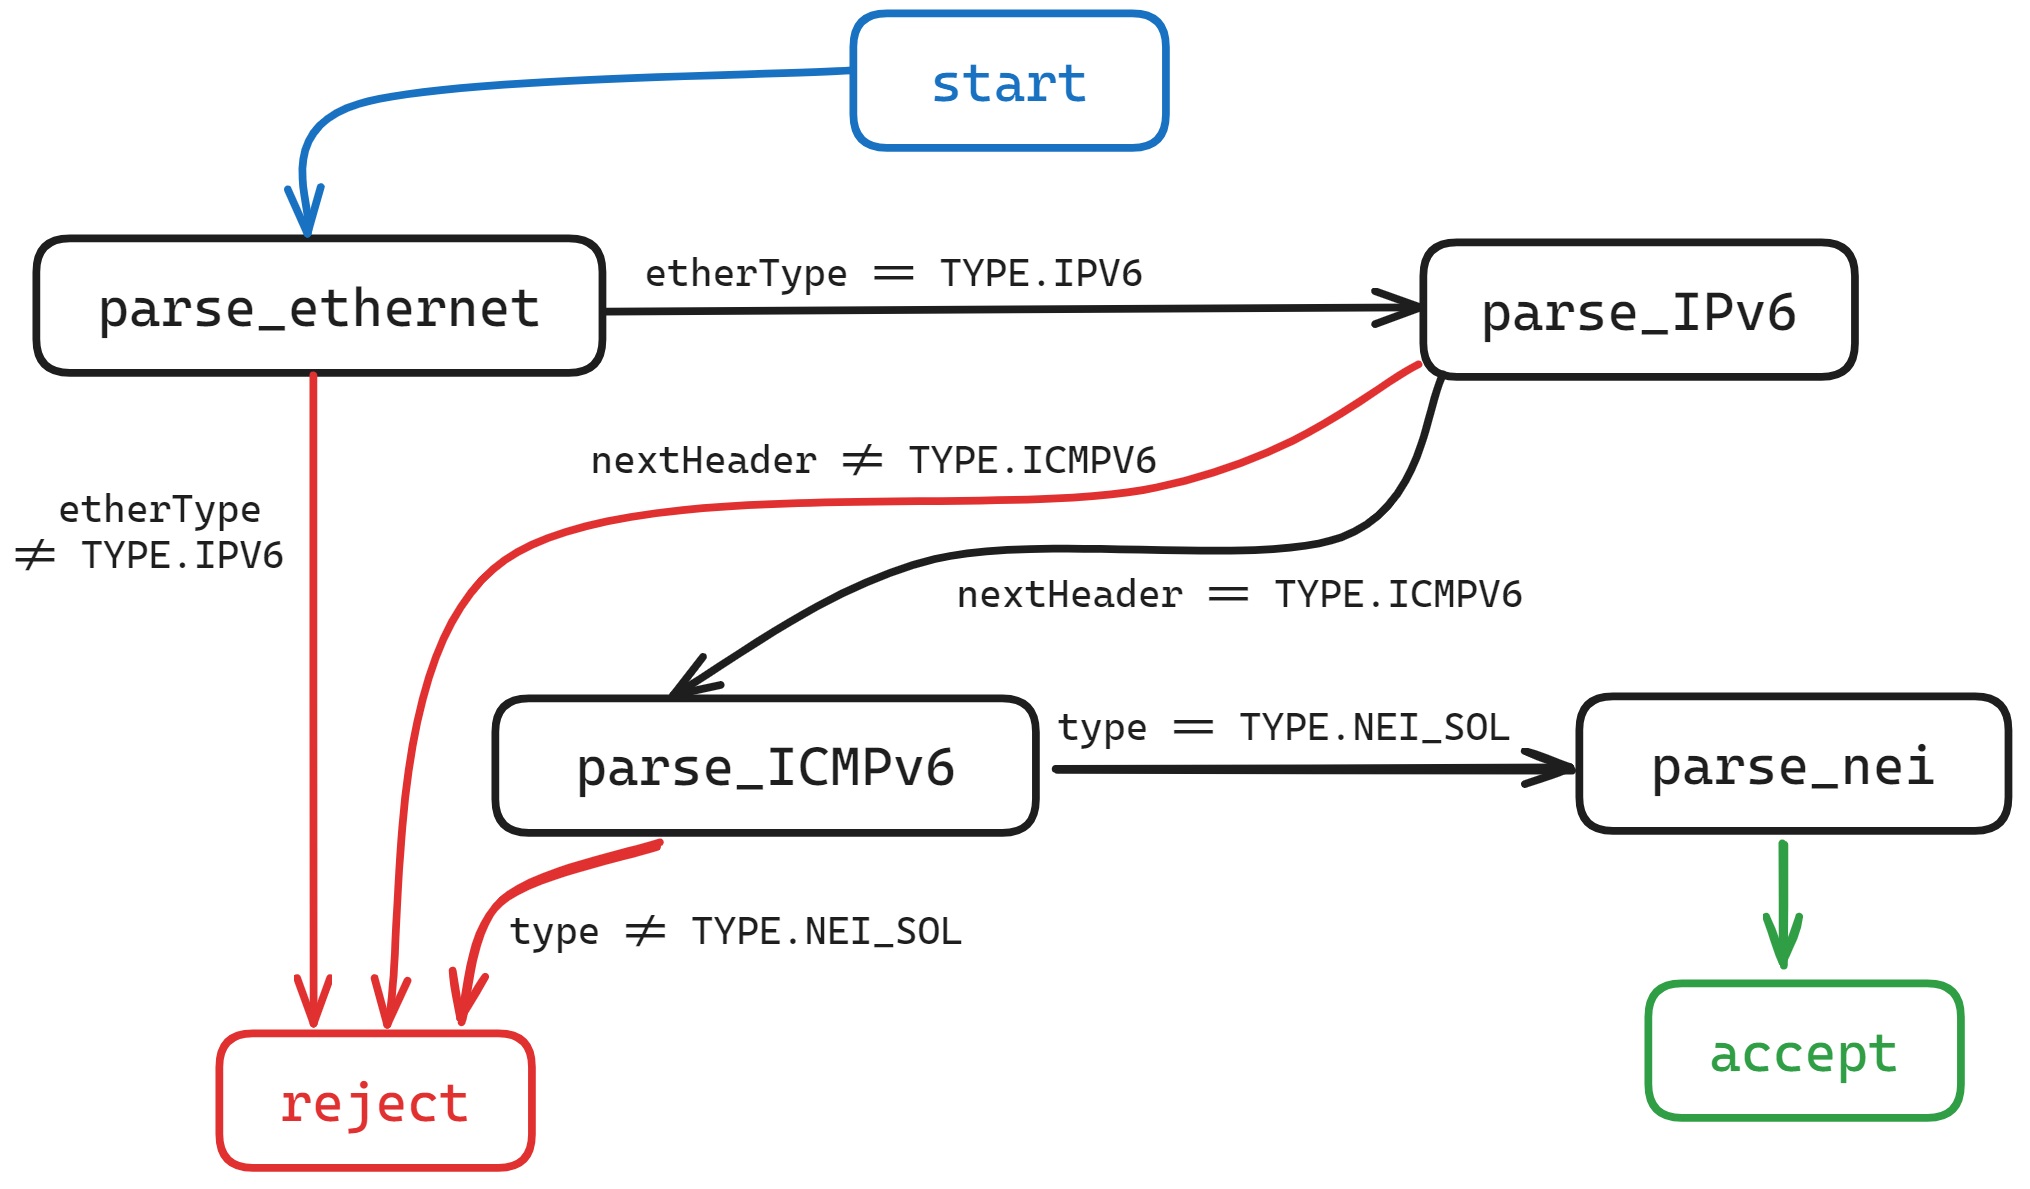 start
parse_ethernet
etherType == TYPE.IPV6
parse_IPv6
nextHeader ≠ TYPE.ICMPV6
etherType
≠ TYPE.IPV6
nextHeader == TYPE.ICMPV6
parse_ICMPv6
type == TYPE.NEI_SOL
parse_nei
type ≠ TYPE.NEI_SOL
accept
reject